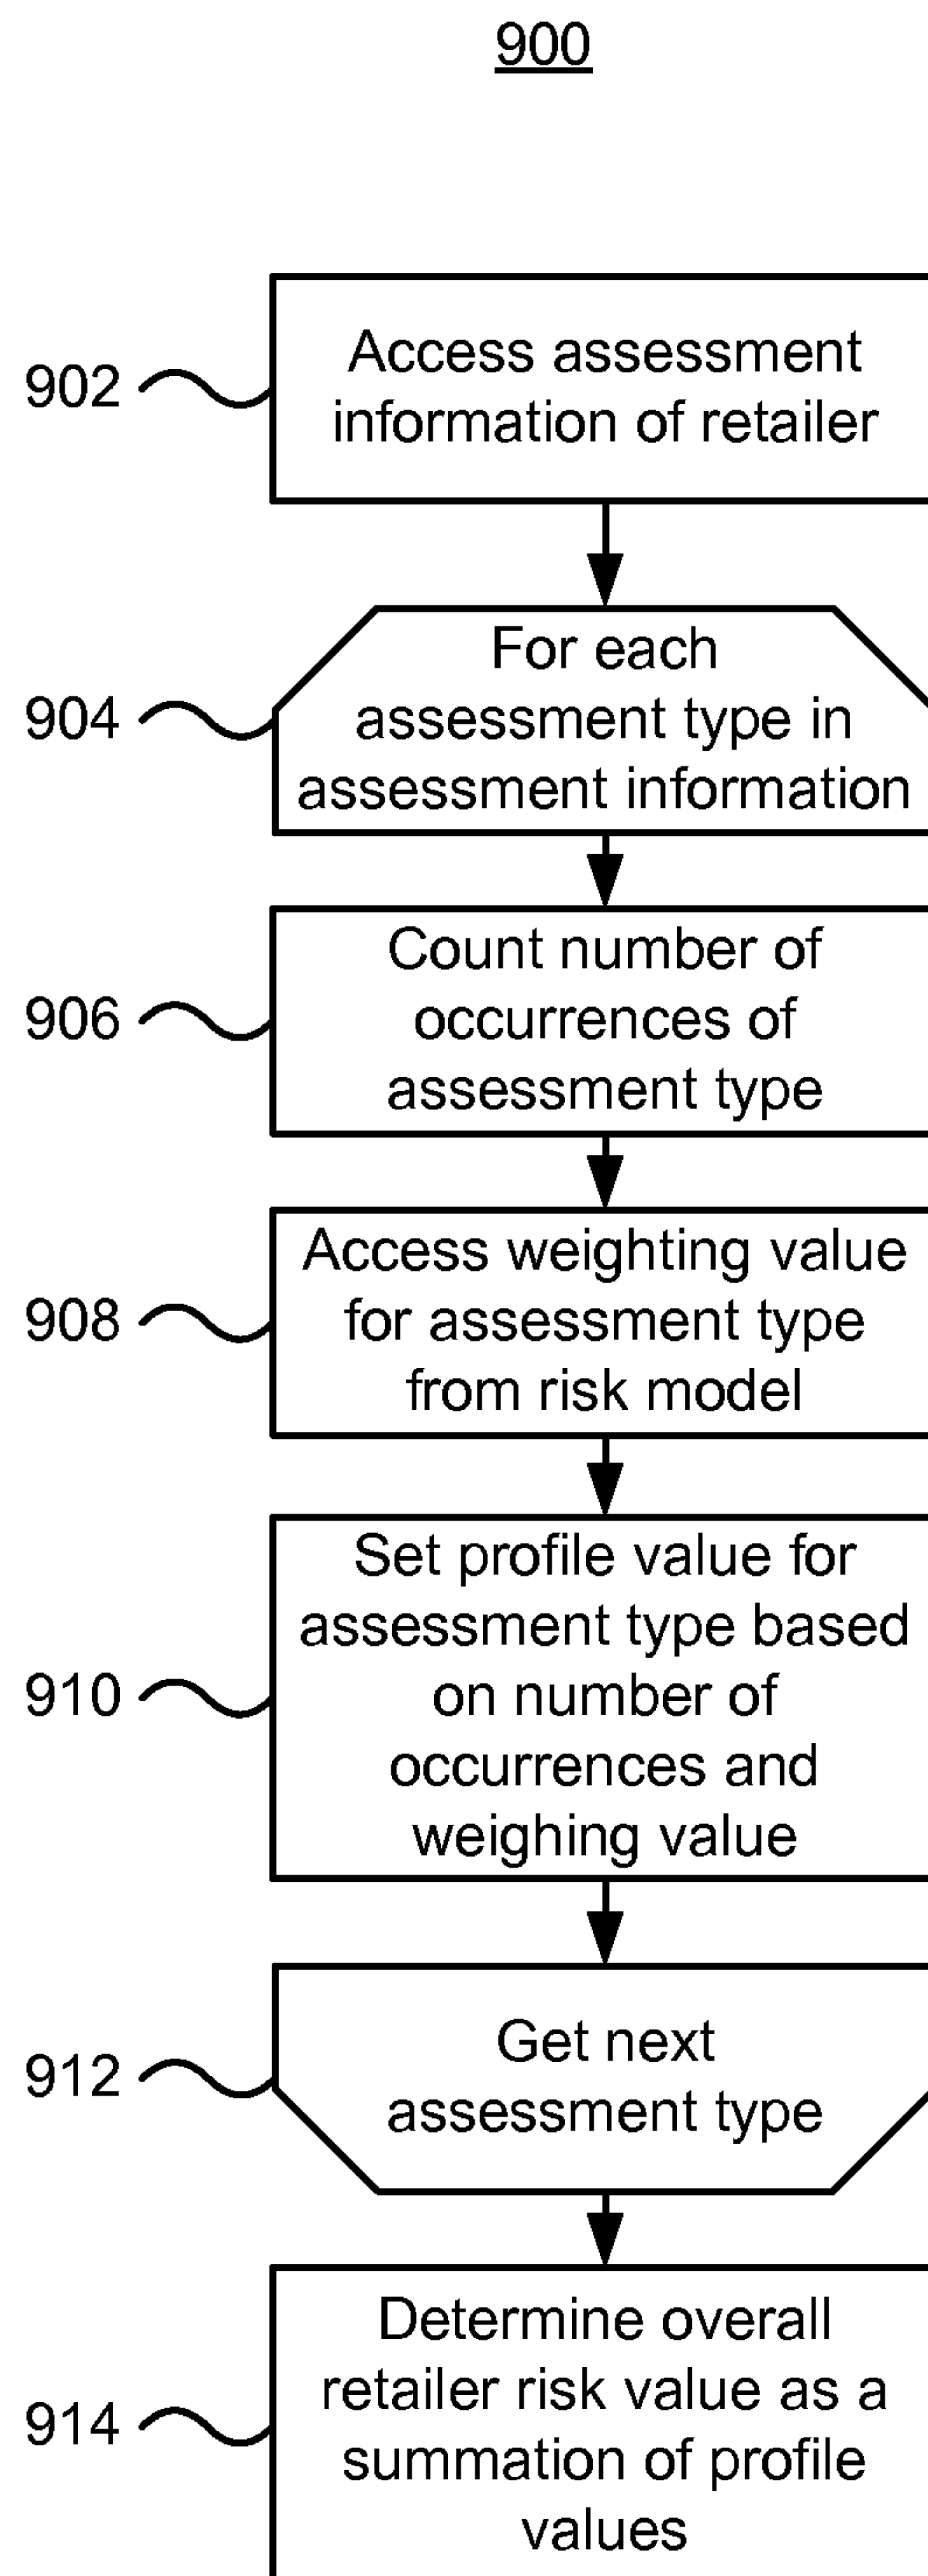 900
902
Access assessment
information of retailer
904
For each
assessment type in
assessment information
906
Count number of
occurrences of
assessment type
908
Access weighting value
for assessment type
from risk model
910
Set profile value for
assessment type based
on number of
occurrences and
weighing value
912
Get next
assessment type
914
Determine overall
retailer risk value as a
summation of profile
values